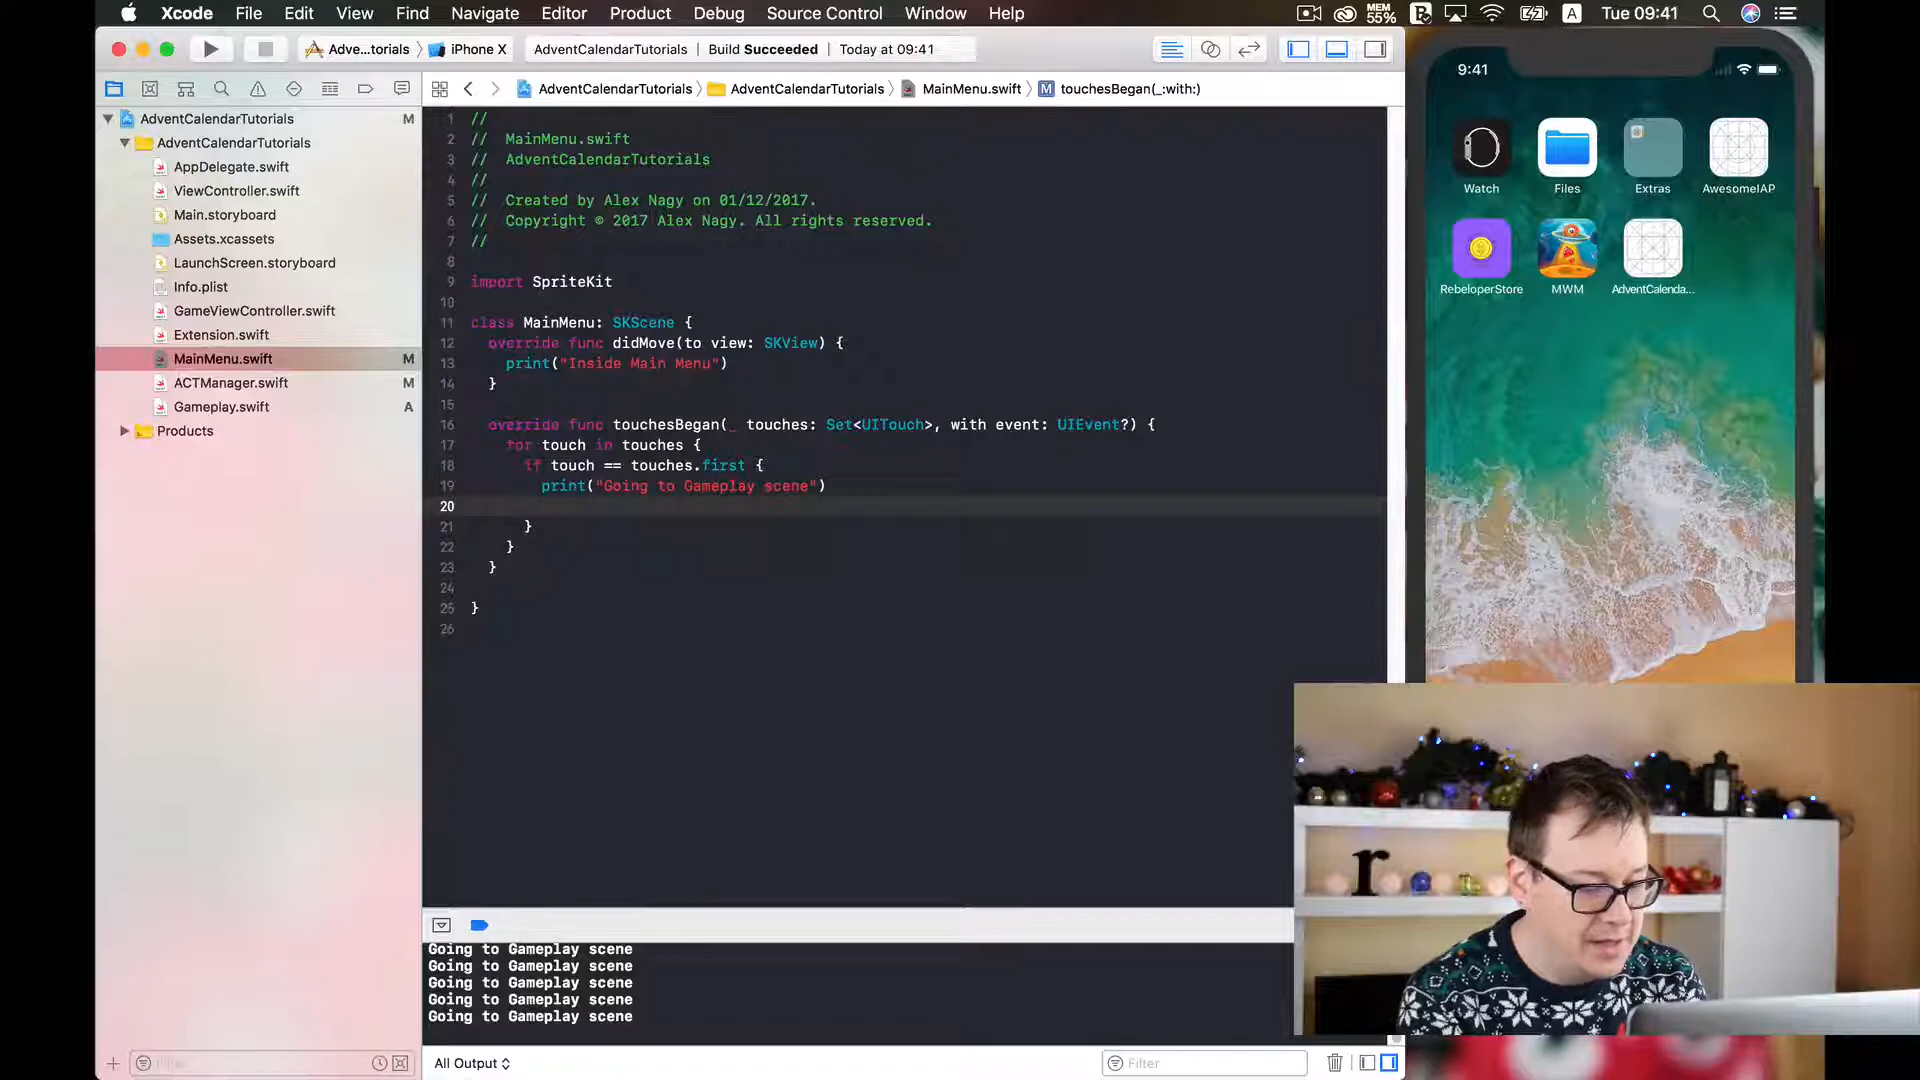 Xcode File Edit View Find Navigate Editor Product Debug Source Control Window Help MEM 55% A Tue 09:41
Adve...torials iPhone X AdventCalendarTutorials Build Succeeded Today at 09:41
AdventCalendarTutorials AdventCalendarTutorials MainMenu.swift M touchesBegan(_:with:)
AdventCalendarTutorials M
AdventCalendarTutorials
AppDelegate.swift
ViewController.swift
Main.storyboard
Assets.xcassets
LaunchScreen.storyboard
Info.plist
GameViewController.swift
Extension.swift
MainMenu.swift M
ACTManager.swift M
Gameplay.swift A
Products
Filter
1 //
2 // MainMenu.swift
3 // AdventCalendarTutorials
4 //
5 // Created by Alex Nagy on 01/12/2017.
6 // Copyright © 2017 Alex Nagy. All rights reserved.
7 //
8
9 import SpriteKit
10
11 class MainMenu: SKScene {
12 override func didMove(to view: SKView) {
13 print("Inside Main Menu")
14 }
15
16 override func touchesBegan(_ touches: Set<UITouch>, with event: UIEvent?) {
17 for touch in touches {
18 if touch == touches.first {
19 print("Going to Gameplay scene")
20
21 }
22 }
23 }
24
25 }
26
Going to Gameplay scene
Going to Gameplay scene
Going to Gameplay scene
Going to Gameplay scene
Going to Gameplay scene
All Output Filter
9:41
Watch Files Extras AwesomeIAP
RebeloperStore MWM AdventCalenda...
r